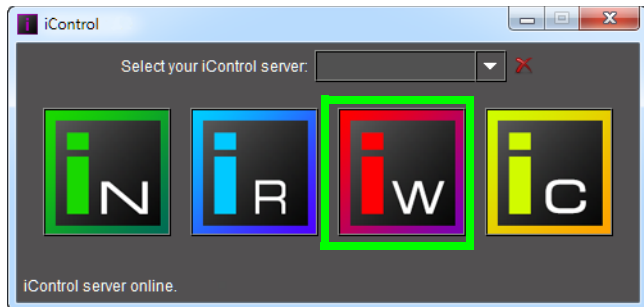 iControl
Select your iControl server:
iN iR iW iC
iControl server online.